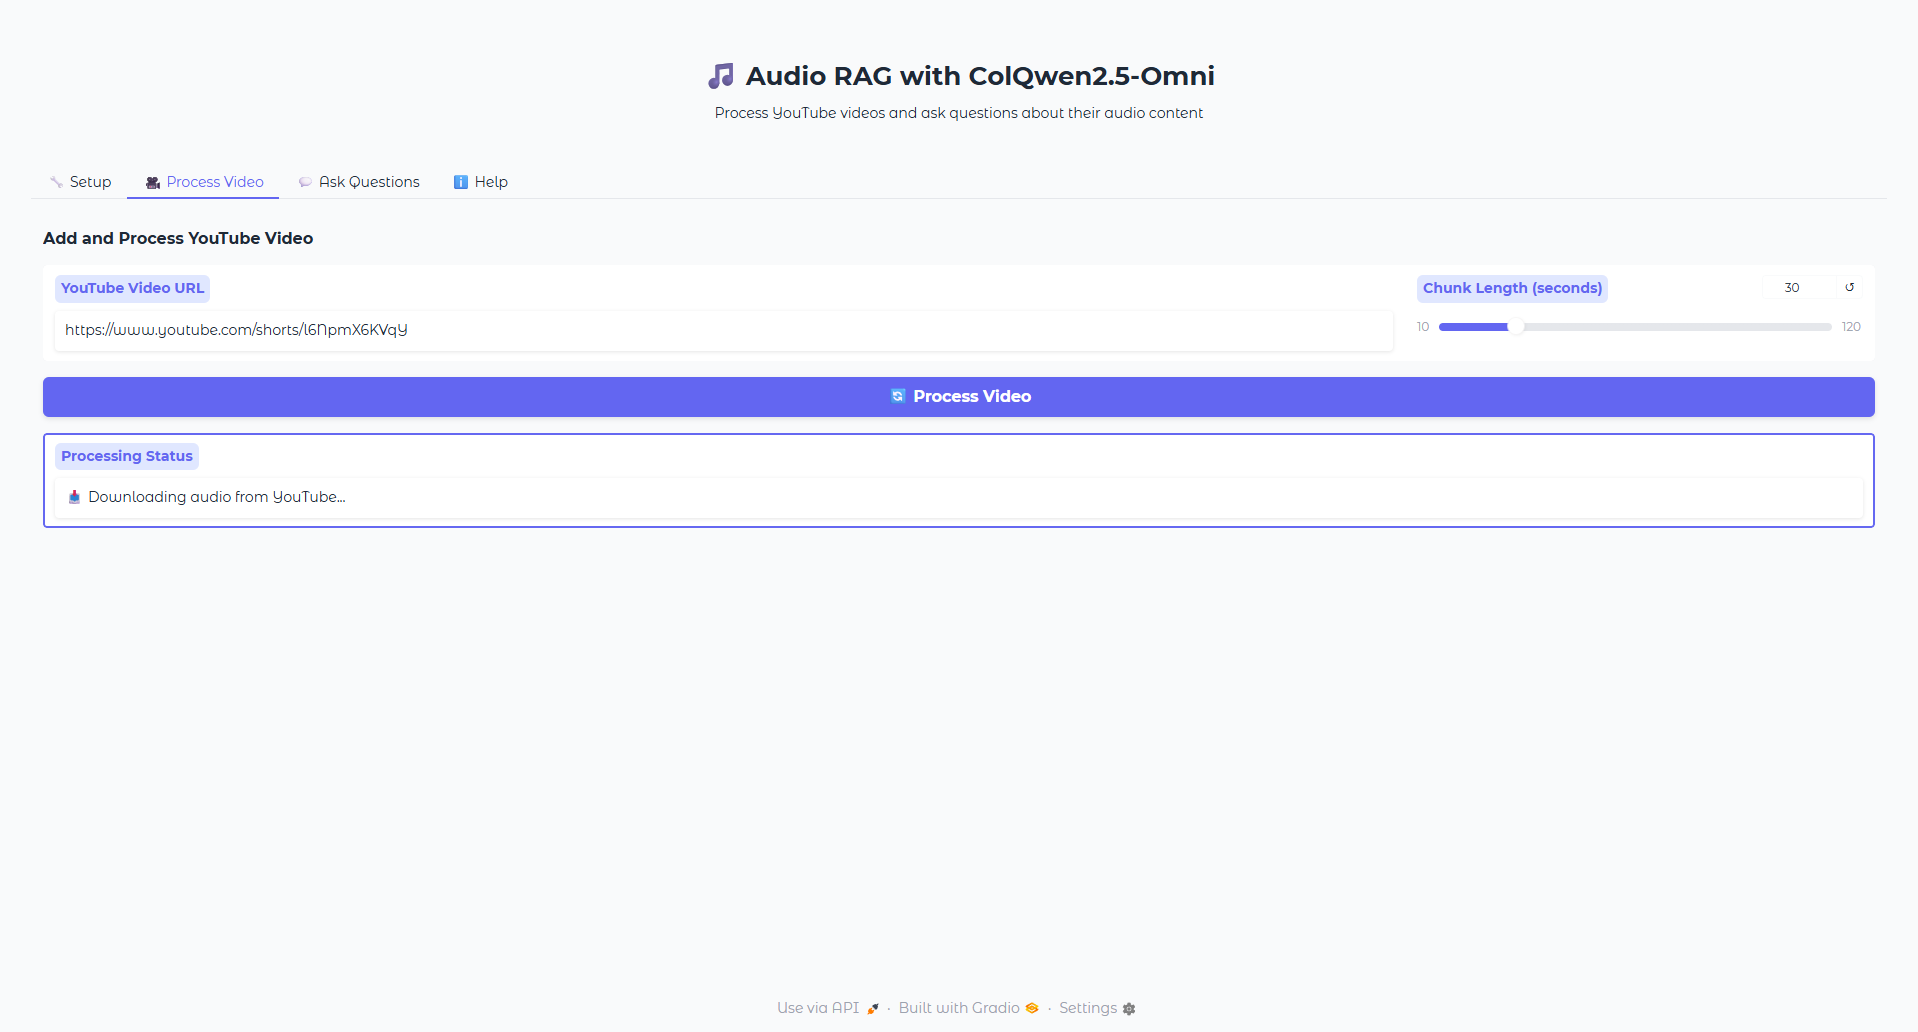 Audio RAG with ColQwen2.5-Omni
Process YouTube videos and ask questions about their audio content
Setup
Process Video
Ask Questions
Help
Add and Process YouTube Video
YouTube Video URL
https://www.youtube.com/shorts/l6NpmX6KVqY
Chunk Length (seconds)
30
10
120
Process Video
Processing Status
Downloading audio from YouTube...
Use via API · Built with Gradio · Settings